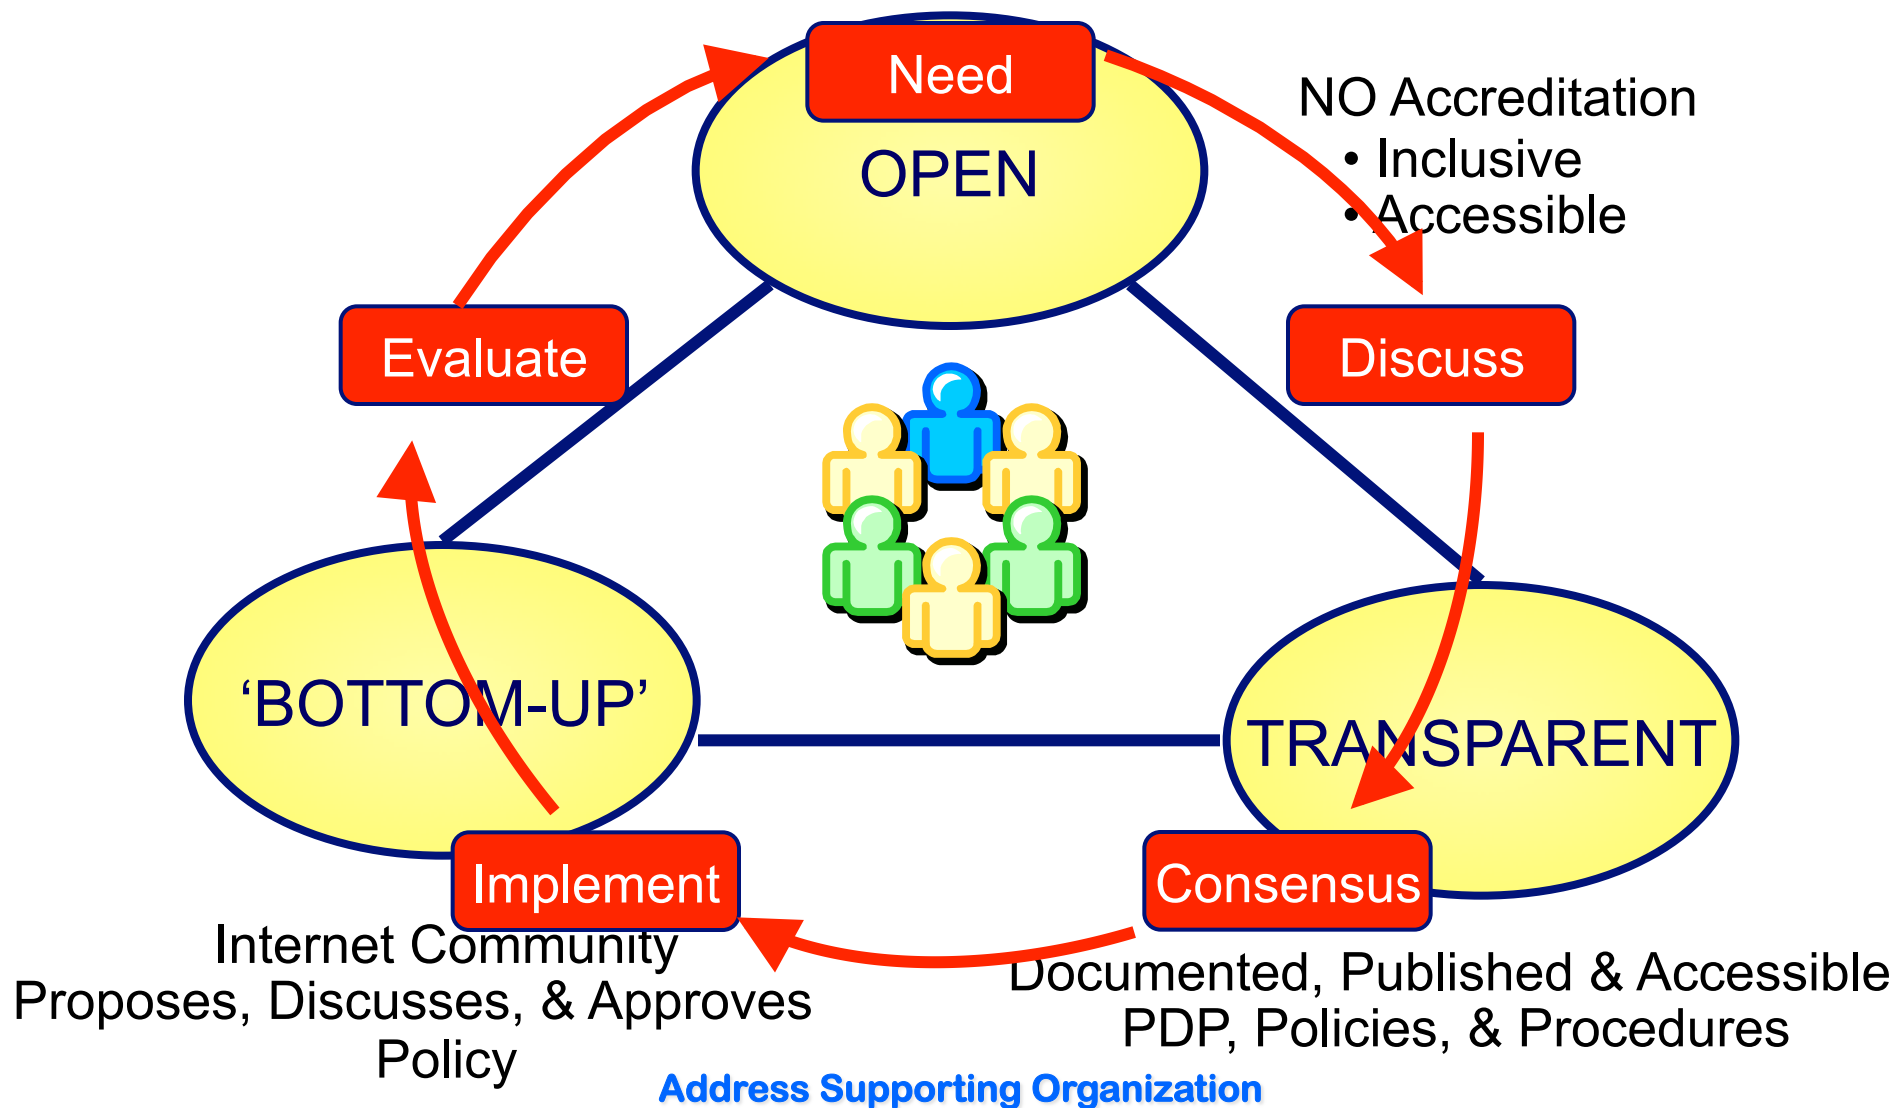 Need
OPEN
NO Accreditation
• Inclusive
• Accessible
Evaluate
Discuss
‘BOTTOM-UP’
TRANSPARENT
Implement
Consensus
Internet Community
Proposes, Discusses, & Approves
Policy
Documented, Published & Accessible
PDP, Policies, & Procedures
Address Supporting Organization